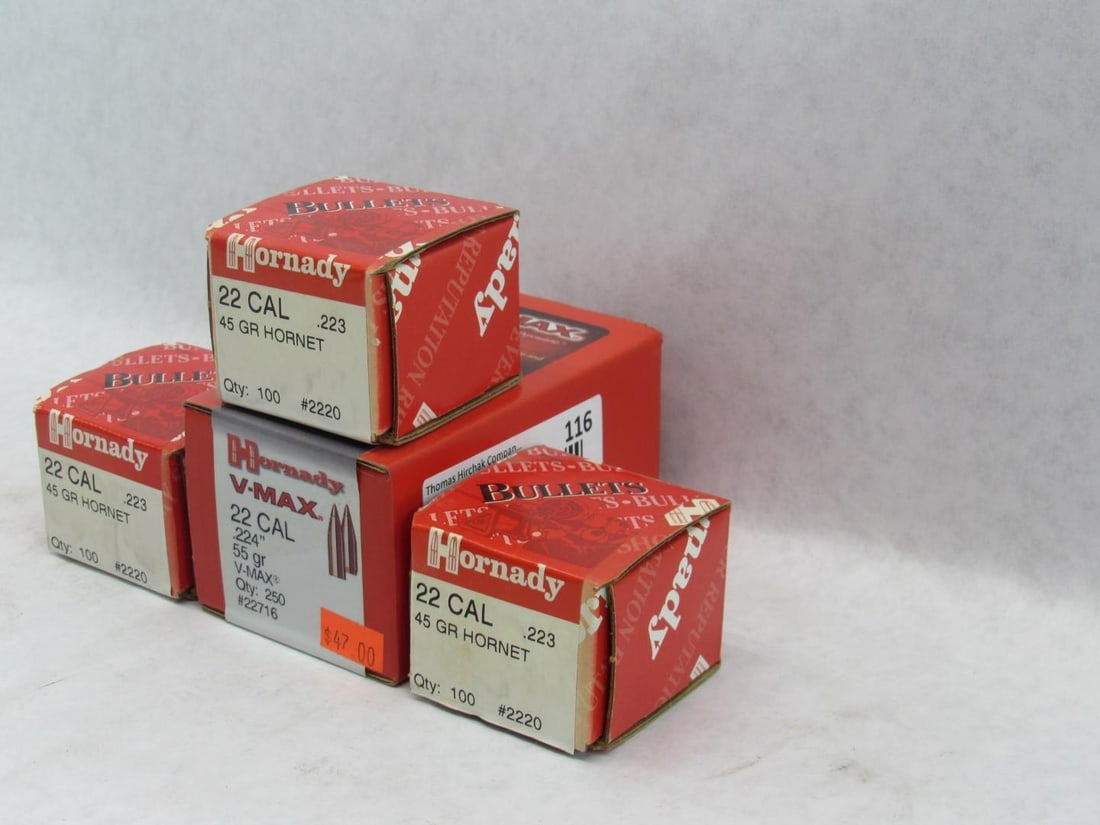 BULLETS
Hornady
22 CAL .223
45 GR HORNET
Qty: 100 #2220
REPUTATION
BULLETS
Hornady
22 CAL .223
45 GR HORNET
Qty: 100 #2220
Hornady
V-MAX
22 CAL
.224"
55 gr
V-MAX®
Qty: 250
#22716
$47.00
116
Thomas Hirchak Compan...
BULLETS
Hornady
22 CAL .223
45 GR HORNET
Qty: 100 #2220